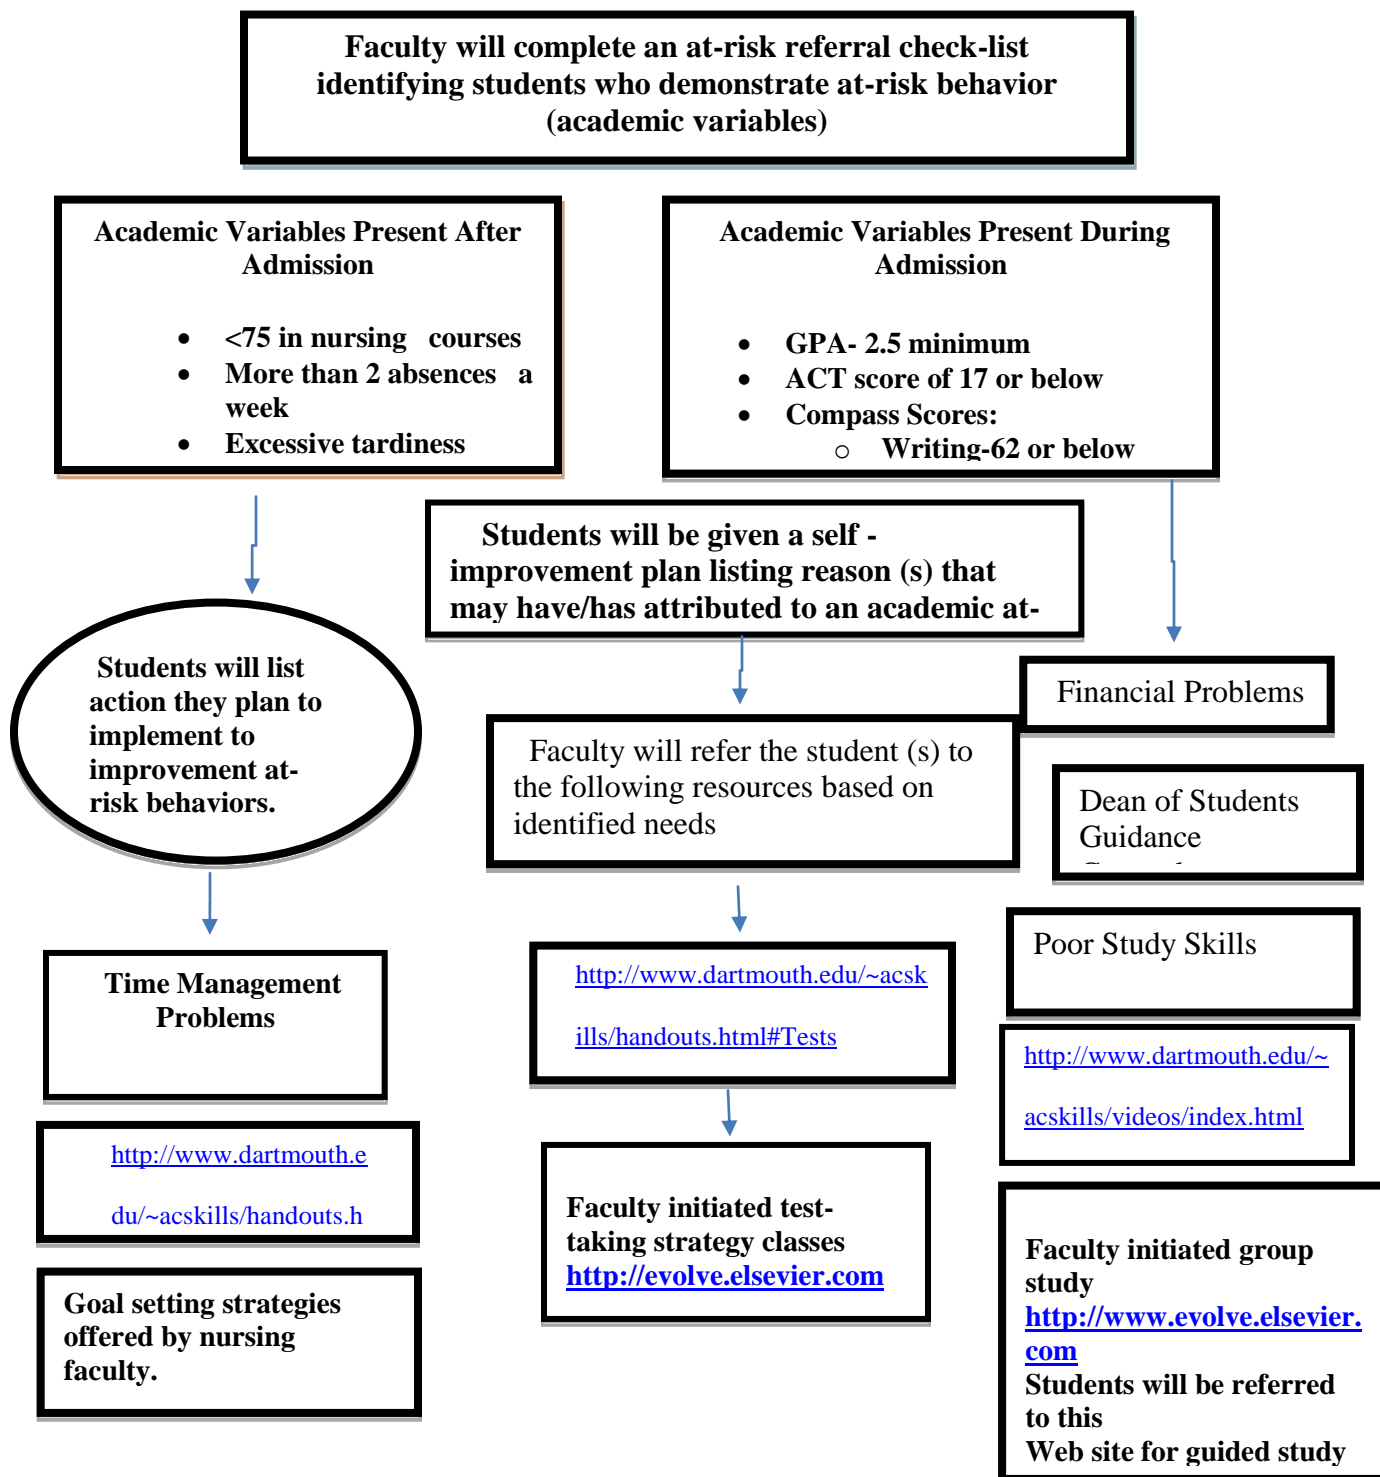 Faculty will complete an at-risk referral check-list
identifying students who demonstrate at-risk behavior
(academic variables)
Academic Variables Present After
Admission
• <75 in nursing courses
• More than 2 absences a
week
• Excessive tardiness
Academic Variables Present During
Admission
• GPA- 2.5 minimum
• ACT score of 17 or below
• Compass Scores:
o Writing-62 or below
Students will be given a self -
improvement plan listing reason (s) that
may have/has attributed to an academic at-
Students will list
action they plan to
implement to
improvement at-
risk behaviors.
Financial Problems
Faculty will refer the student (s) to
the following resources based on
identified needs
Dean of Students
Guidance
Poor Study Skills
Time Management
Problems
http://www.dartmouth.edu/~acsk
ills/handouts.html#Tests
http://www.dartmouth.edu/~
acskills/videos/index.html
http://www.dartmouth.e
du/~acskills/handouts.h
Faculty initiated test-
taking strategy classes
http://evolve.elsevier.com
Goal setting strategies
offered by nursing
faculty.
Faculty initiated group
study
http://www.evolve.elsevier.
com
Students will be referred
to this
Web site for guided study